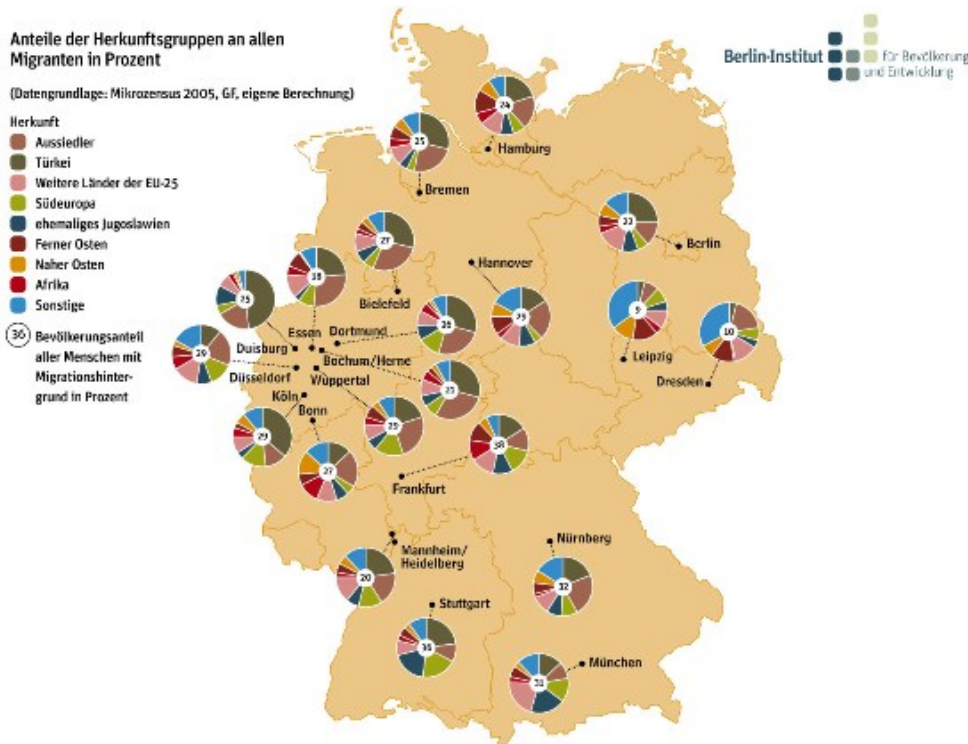 Anteile der Herkunftsgruppen an allen
Migranten in Prozent
(Datengrundlage: Mikrozensus 2005, GF, eigene Berechnung)
Herkunft
Aussiedler
Türkei
Weitere Länder der EU-25
Südeuropa
ehemaliges Jugoslawien
Ferner Osten
Naher Osten
Afrika
Sonstige
36 Bevölkerungsanteil
aller Menschen mit
Migrationshinter-
grund in Prozent
Berlin-Institut
für Bevölkerung
und Entwicklung
24
Hamburg
25
Bremen
Berlin
27
Bielefeld
Hannover
Essen
Dortmund
Duisburg
Bochum/Herne
Düsseldorf
Wuppertal
Köln
Bonn
29
29
27
9
Leipzig
10
Dresden
38
Frankfurt
Mannheim/
Heidelberg
20
Nürnberg
32
Stuttgart
36
München
31